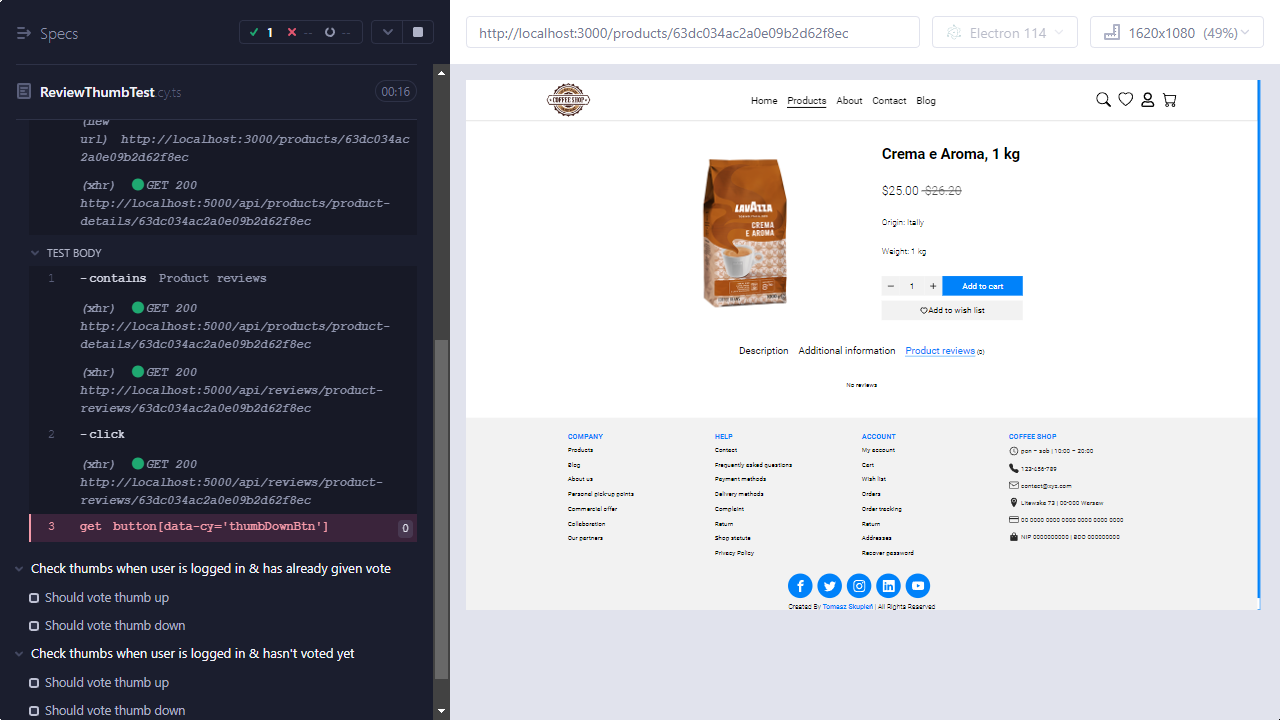 Specs
1
--
--
http://localhost:3000/products/63dc034ac2a0e09b2d62f8ec
Electron 114
1620x1080 (49%)
ReviewThumbTest.cy.ts
00:16
(new
url) http://localhost:3000/products/63dc034ac
2a0e09b2d62f8ec
(xhr) GET 200
http://localhost:5000/api/products/product-
details/63dc034ac2a0e09b2d62f8ec
TEST BODY
1 -contains Product reviews
(xhr) GET 200
http://localhost:5000/api/products/product-
details/63dc034ac2a0e09b2d62f8ec
(xhr) GET 200
http://localhost:5000/api/reviews/product-
reviews/63dc034ac2a0e09b2d62f8ec
2 -click
(xhr) GET 200
http://localhost:5000/api/reviews/product-
reviews/63dc034ac2a0e09b2d62f8ec
3 get button[data-cy='thumbDownBtn'] 0
Check thumbs when user is logged in & has already given vote
Should vote thumb up
Should vote thumb down
Check thumbs when user is logged in & hasn't voted yet
Should vote thumb up
Should vote thumb down
COFFEE SHOP
Home Products About Contact Blog
LAVAZZA
CREMA
E AROMA
Crema e Aroma, 1 kg
$25.00 $26.20
Origin: Itally
Weight: 1 kg
− 1 + Add to cart
Add to wish list
Description Additional information Product reviews (0)
No reviews
COMPANY
Products
Blog
About us
Personal pick-up points
Commercial offer
Collaboration
Our partners
HELP
Contact
Frequently asked questions
Payment methods
Delivery methods
Complaint
Return
Shop statute
Privacy Policy
ACCOUNT
My account
Cart
Wish list
Orders
Order tracking
Return
Addresses
Recover password
COFFEE SHOP
pon - sob | 10:00 - 20:00
123-456-789
contact@xyz.com
Litewska 73 | 00-000 Warsaw
00 0000 0000 0000 0000 0000 0000
NIP 0000000000 | BDO 000000000
Created By Tomasz Skupień | All Rights Reserved